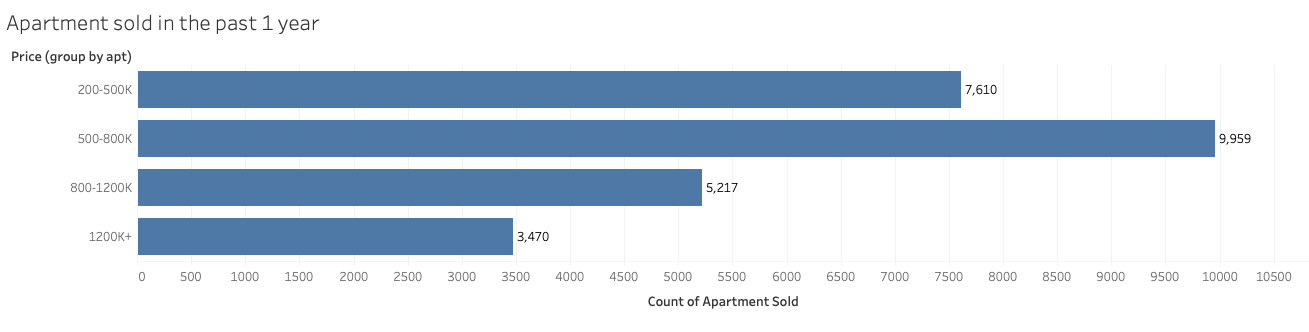 Apartment sold in the past 1 year
Price (group by apt)
200-500K 7,610
500-800K 9,959
800-1200K 5,217
1200K+ 3,470
0 500 1000 1500 2000 2500 3000 3500 4000 4500 5000 5500 6000 6500 7000 7500 8000 8500 9000 9500 10000 10500
Count of Apartment Sold